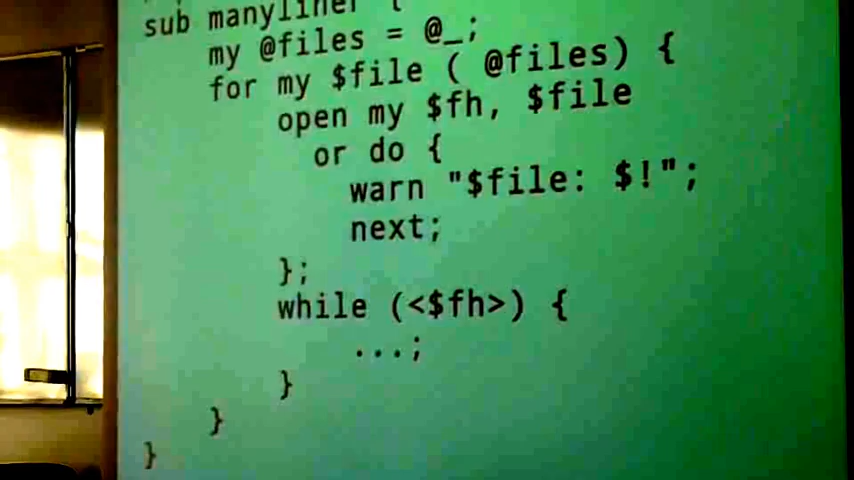 sub manyliner {
my @files = @_;
for my $file ( @files) {
open my $fh, $file
or do {
warn "$file: $!";
next;
};
while (<$fh>) {
...;
}
}
}